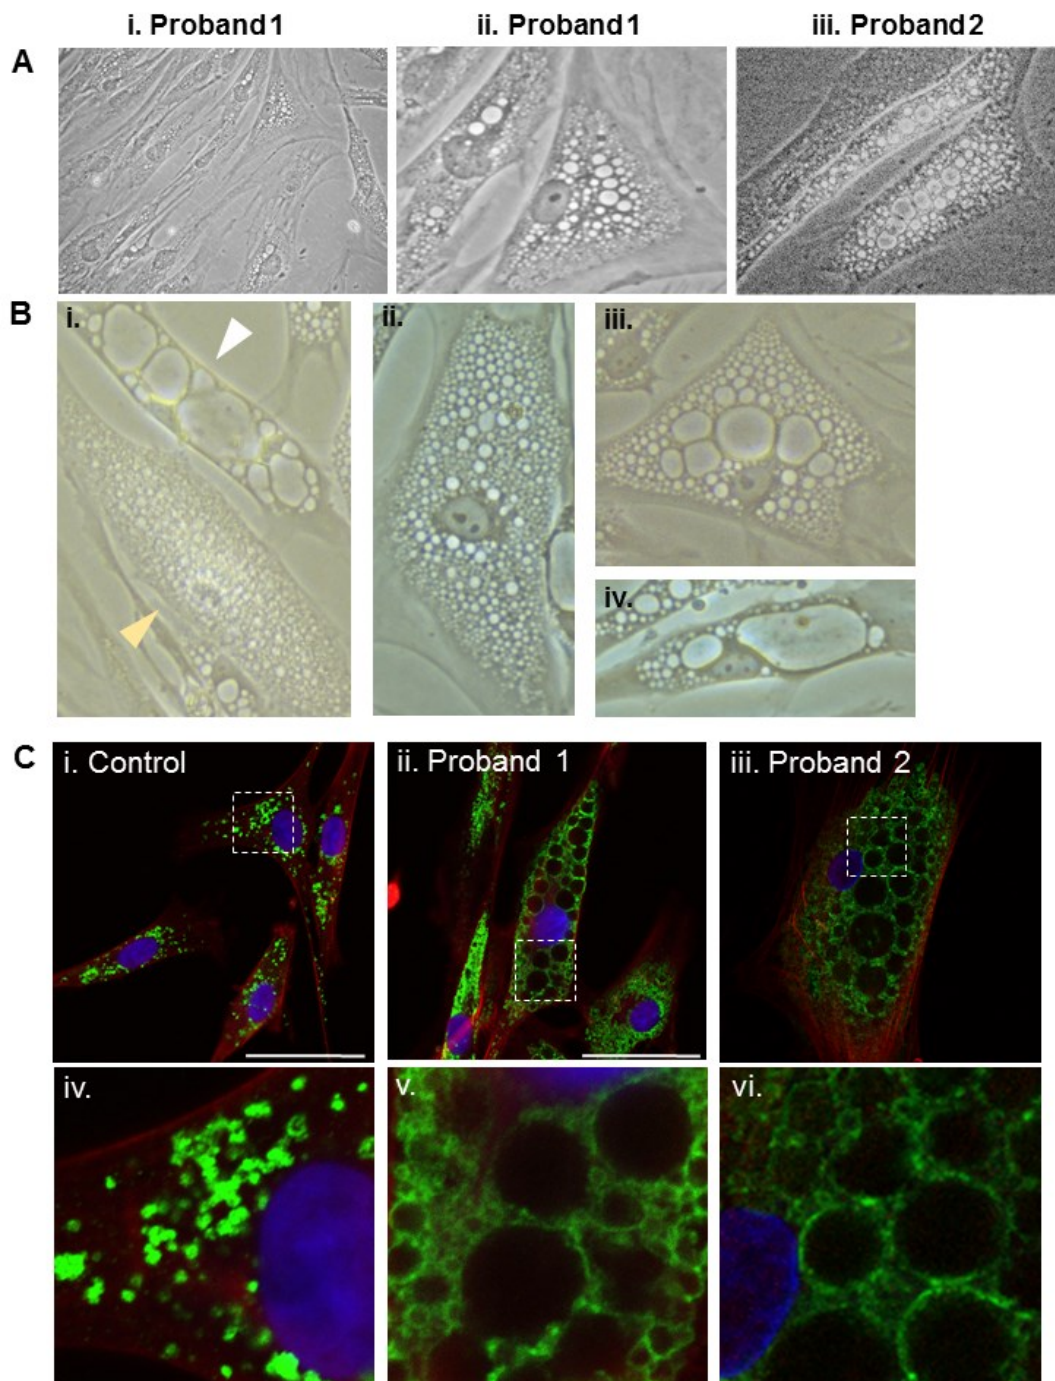 i. Proband 1 ii. Proband 1 iii. Proband 2
A
B
i. ii. iii.
iv.
C
i. Control ii. Proband 1 iii. Proband 2
iv. v. vi.